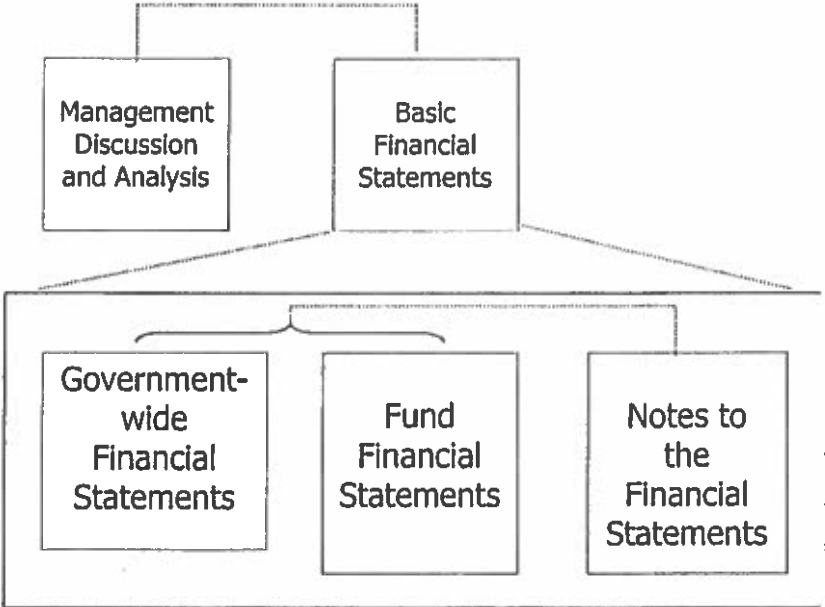 Management
Discussion
and Analysis
Basic
Financial
Statements
Government-
wide
Financial
Statements
Fund
Financial
Statements
Notes to
the
Financial
Statements